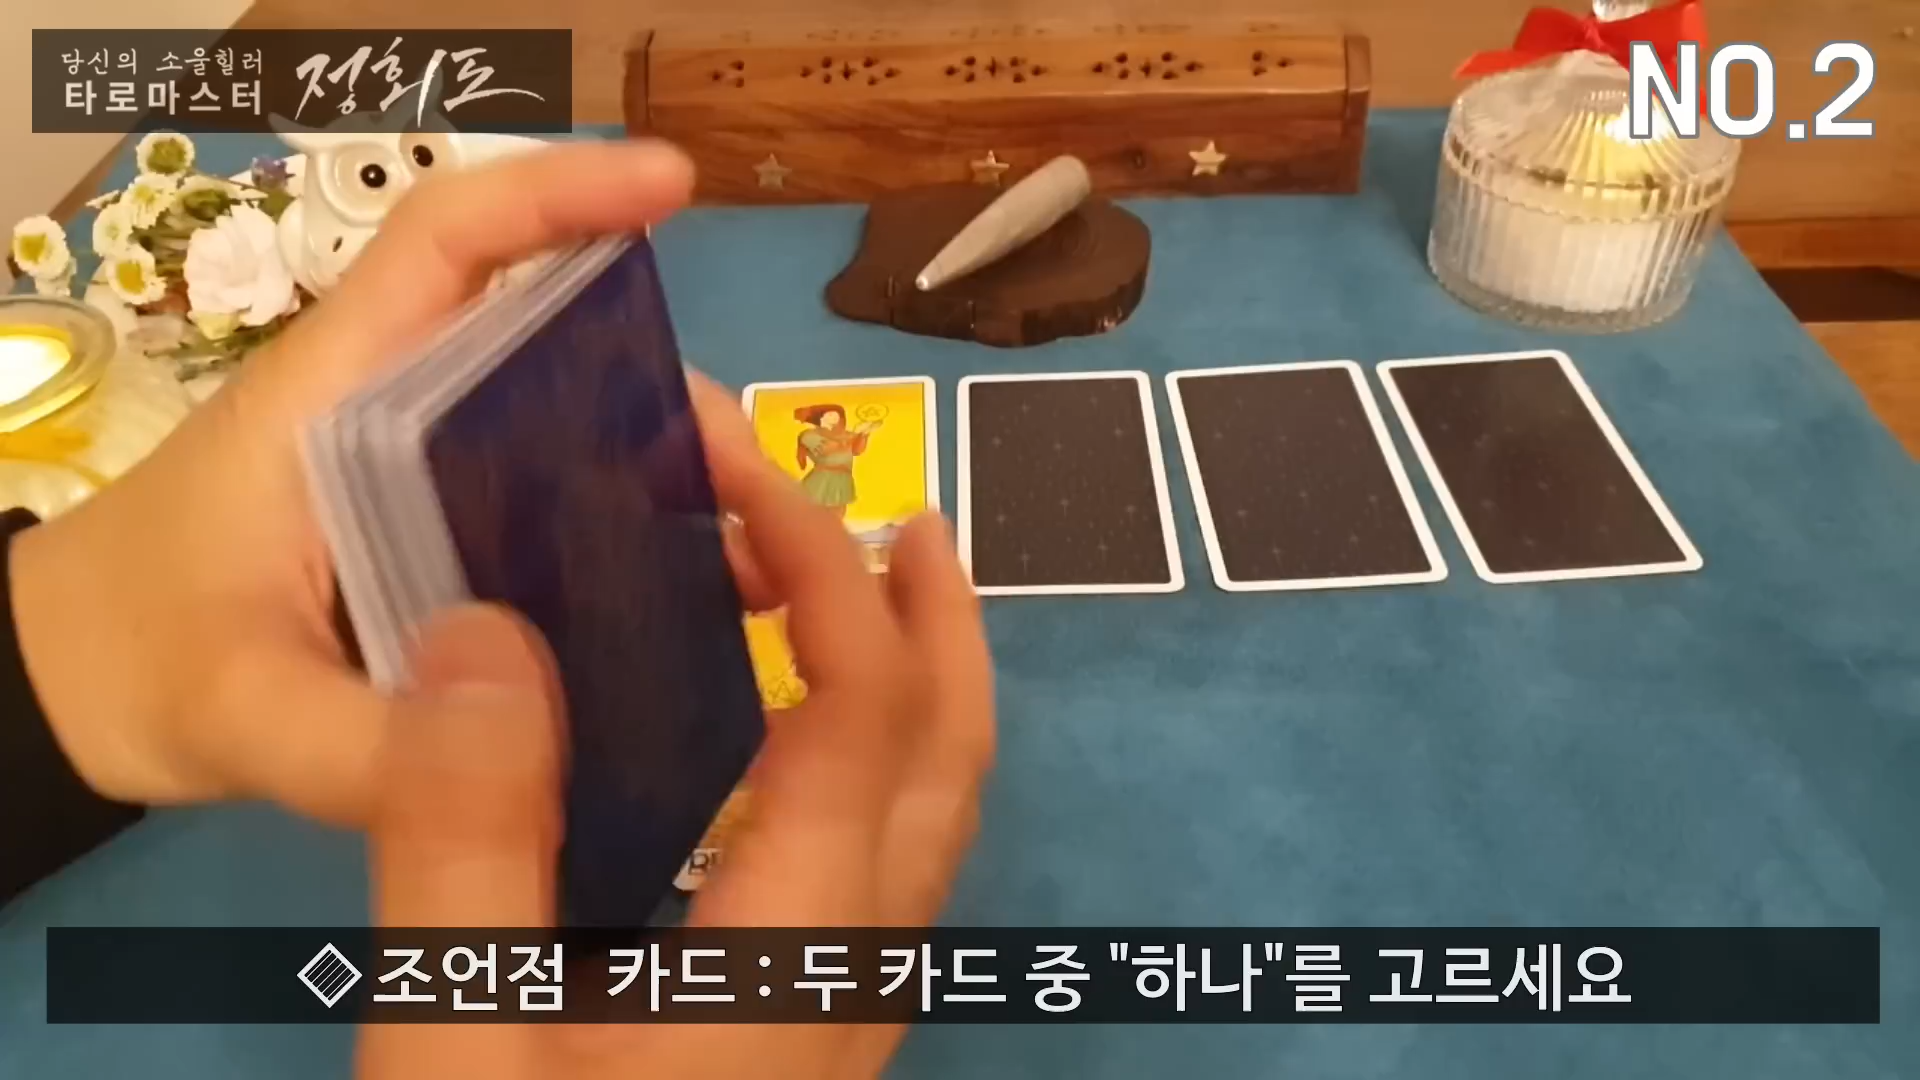 당신의 소울힐러
타로마스터 정회도
NO.2
◈조언점 카드 : 두 카드 중 "하나"를 고르세요